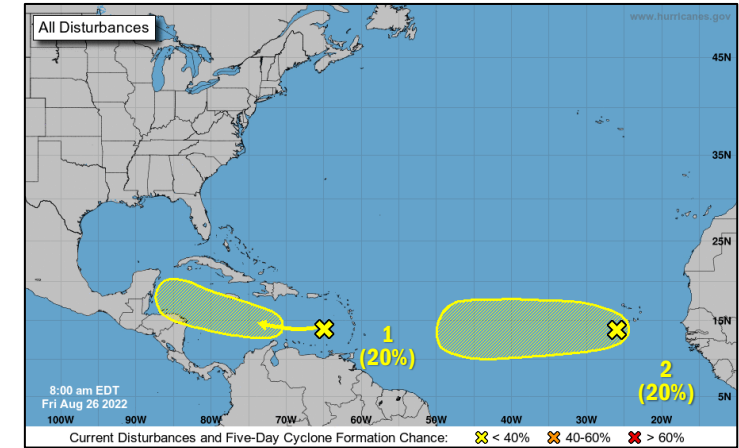 All Disturbances
www.hurricanes.gov
45N
35N
25N
15N
5N
1
(20%)
2
(20%)
8:00 am EDT
Fri Aug 26 2022
100W 90W 80W 70W 60W 50W 40W 30W 20W
Current Disturbances and Five-Day Cyclone Formation Chance: < 40% 40-60% > 60%